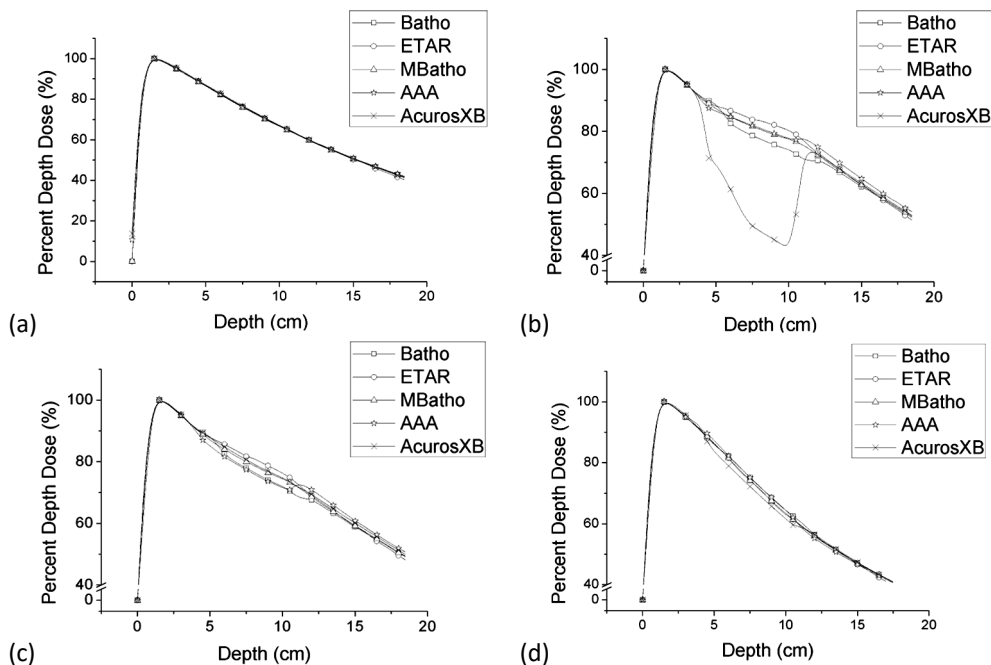 (a)
Percent Depth Dose (%)
100
80
60
40
20
0
0 5 10 15 20
Depth (cm)
Batho
ETAR
MBatho
AAA
AcurosXB
(b)
Percent Depth Dose (%)
100
80
60
40
0
0 5 10 15 20
Depth (cm)
Batho
ETAR
MBatho
AAA
AcurosXB
(c)
Percent Depth Dose (%)
100
80
60
40
0
0 5 10 15 20
Depth (cm)
Batho
ETAR
MBatho
AAA
AcurosXB
(d)
Percent Depth Dose (%)
100
80
60
40
0
0 5 10 15 20
Depth (cm)
Batho
ETAR
MBatho
AAA
AcurosXB